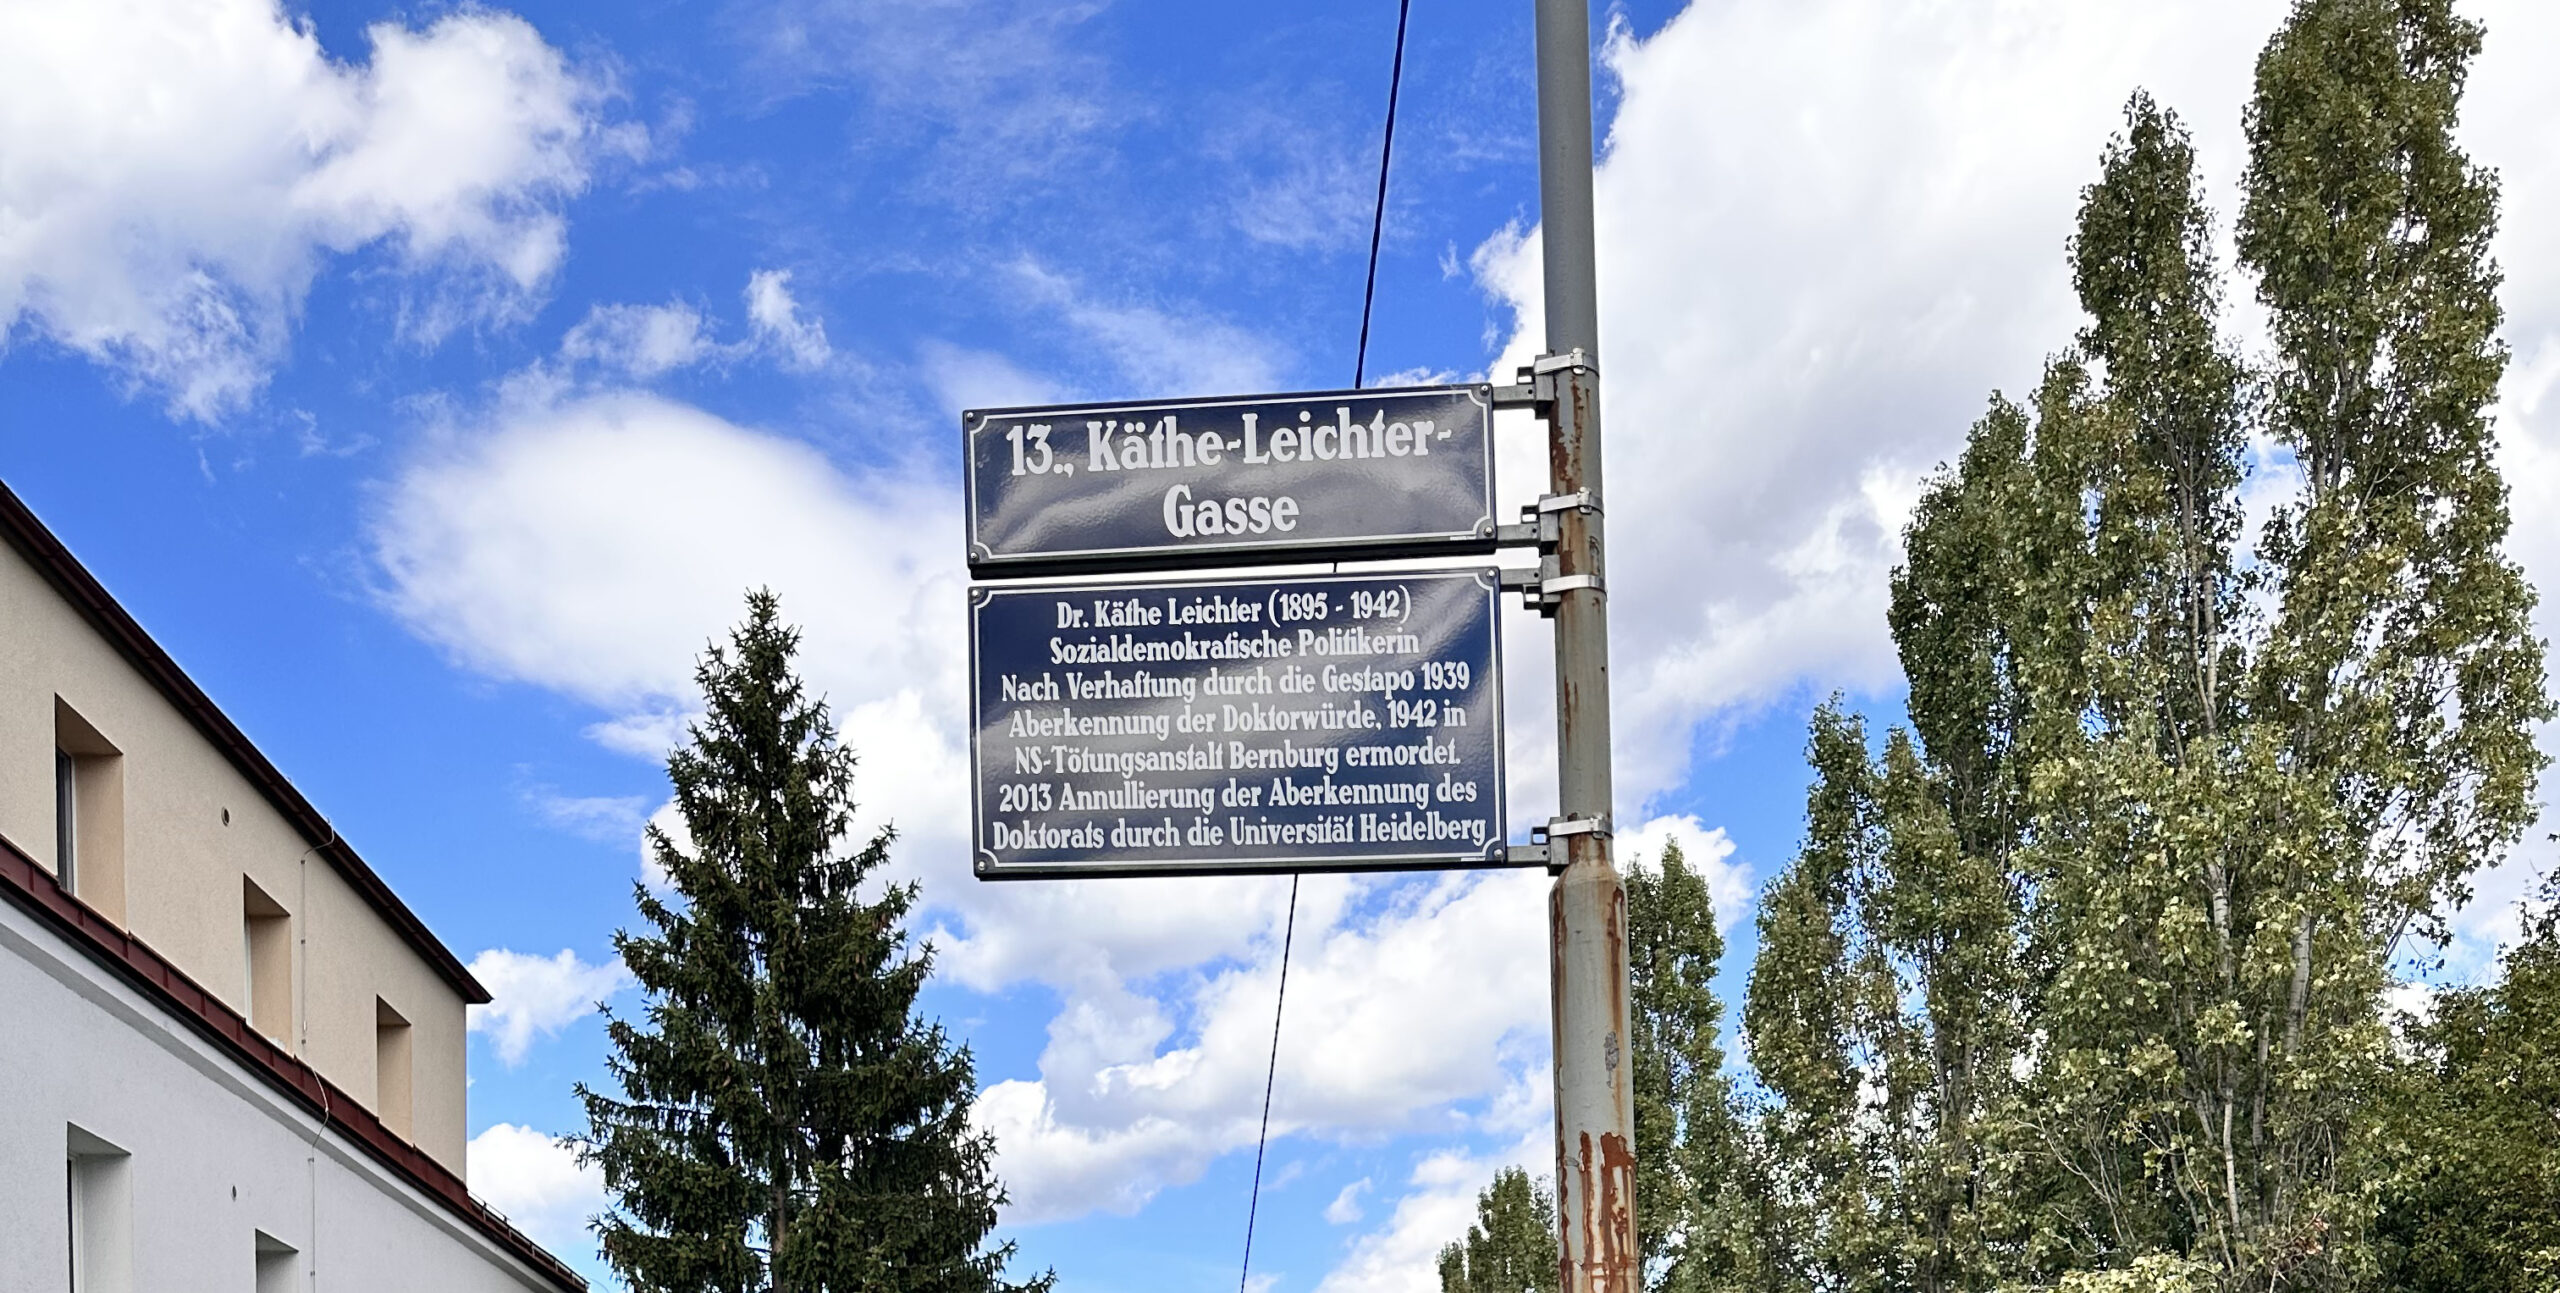 13., Käthe-Leichter-
Gasse
Dr. Käthe Leichter (1895 - 1942)
Sozialdemokratische Politikerin
Nach Verhaftung durch die Gestapo 1939
Aberkennung der Doktorwürde, 1942 in
NS-Tötungsanstalt Bernburg ermordet.
2013 Annullierung der Aberkennung des
Doktorats durch die Universität Heidelberg